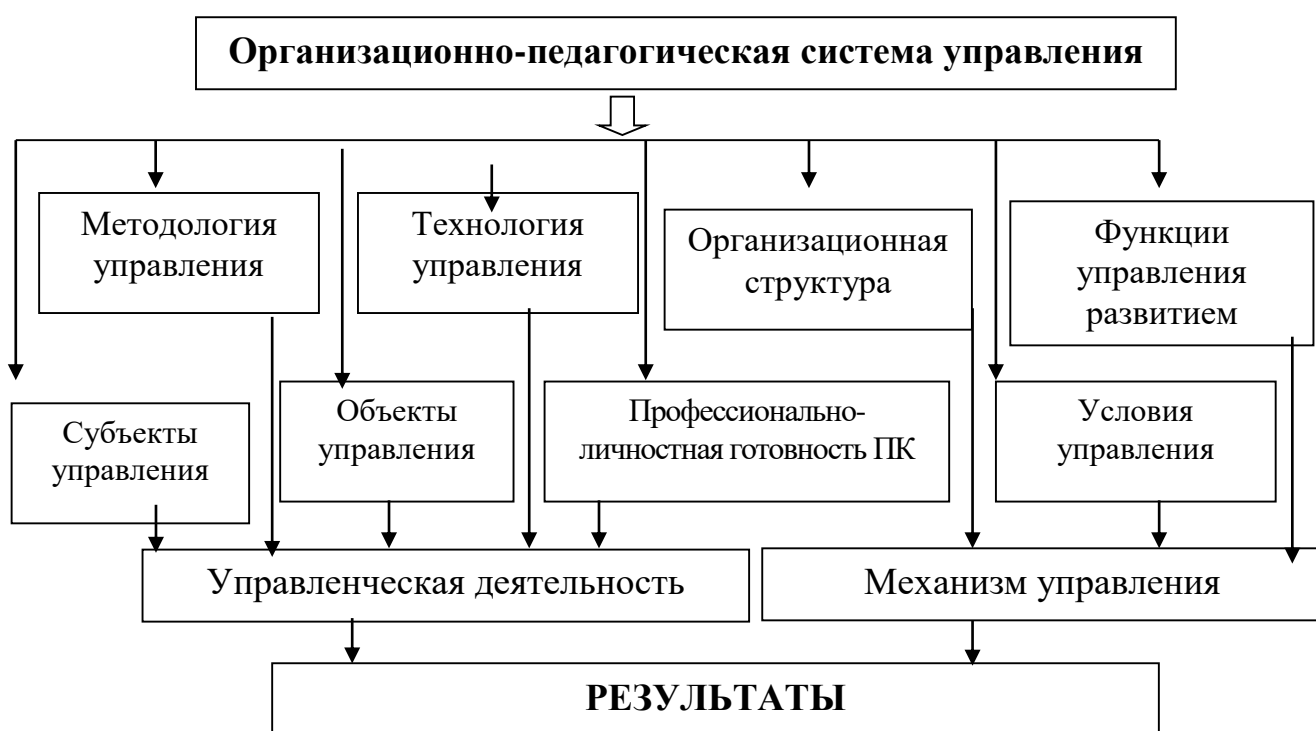 Организационно-педагогическая система управления
Методология
управления
Технология
управления
Организационная
структура
Функции
управления
развитием
Субъекты
управления
Объекты
управления
Профессионально-
личностная готовность ПК
Условия
управления
Управленческая деятельность
Механизм управления
РЕЗУЛЬТАТЫ